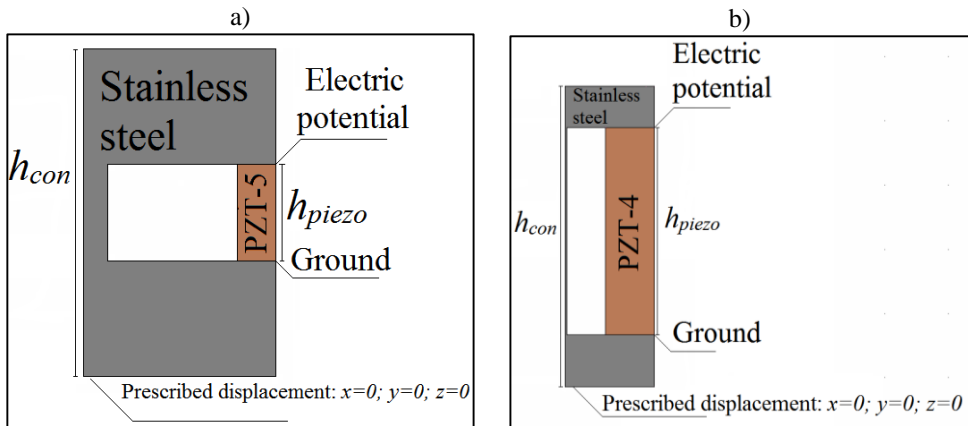 a)
Stainless
steel
Electric
potential
h_con
PZT-5
h_piezo
Ground
Prescribed displacement: x=0; y=0; z=0
b)
Electric
potential
Stainless
steel
h_con
PZT-4
h_piezo
Ground
Prescribed displacement: x=0; y=0; z=0